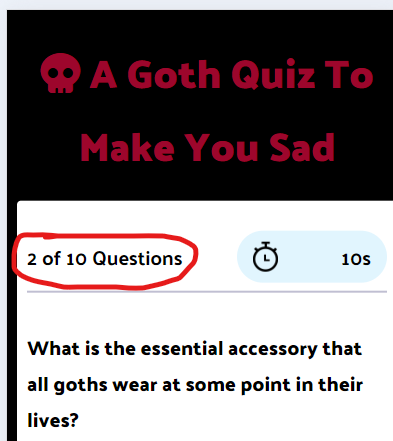 A Goth Quiz To
Make You Sad
2 of 10 Questions
10s
What is the essential accessory that
all goths wear at some point in their
lives?